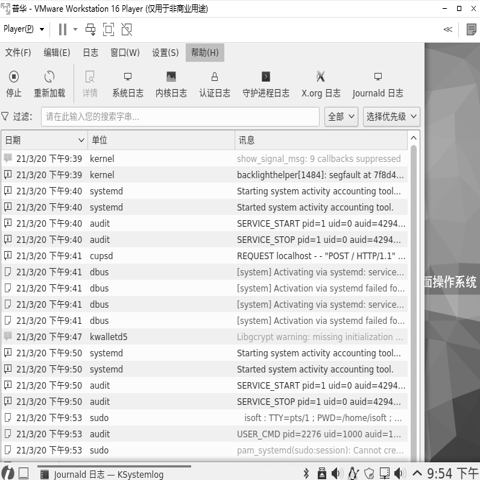 普华 - VMware Workstation 16 Player (仅用于非商业用途)
Player(P)
文件(F) 编辑(E) 日志 窗口(W) 设置(S) 帮助(H)
停止 重新加载 详情 系统日志 内核日志 认证日志 守护进程日志 X.org 日志 Journald 日志
过滤: 请在此输入您的搜索字串... 全部 选择优先级
日期 单位 讯息
21/3/20 下午9:39 kernel show_signal_msg: 9 callbacks suppressed
21/3/20 下午9:39 kernel backlighthelper[1484]: segfault at 7f8d4...
21/3/20 下午9:40 systemd Starting system activity accounting tool...
21/3/20 下午9:40 systemd Started system activity accounting tool.
21/3/20 下午9:40 audit SERVICE_START pid=1 uid=0 auid=4294...
21/3/20 下午9:40 audit SERVICE_STOP pid=1 uid=0 auid=4294...
21/3/20 下午9:41 cupsd REQUEST localhost - - "POST / HTTP/1.1" ...
21/3/20 下午9:41 dbus [system] Activating via systemd: service...
21/3/20 下午9:41 dbus [system] Activation via systemd failed fo...
21/3/20 下午9:41 dbus [system] Activating via systemd: service...
21/3/20 下午9:41 dbus [system] Activation via systemd failed fo...
21/3/20 下午9:47 kwalletd5 Libgcrypt warning: missing initialization ...
21/3/20 下午9:50 systemd Starting system activity accounting tool...
21/3/20 下午9:50 systemd Started system activity accounting tool.
21/3/20 下午9:50 audit SERVICE_START pid=1 uid=0 auid=4294...
21/3/20 下午9:50 audit SERVICE_STOP pid=1 uid=0 auid=4294...
21/3/20 下午9:53 sudo isoft : TTY=pts/1 ; PWD=/home/isoft ; ...
21/3/20 下午9:53 audit USER_CMD pid=2276 uid=1000 auid=1...
21/3/20 下午9:53 sudo pam_systemd(sudo:session): Cannot cre...
面操作系统
Journald 日志 — KSystemlog 9:54 下午